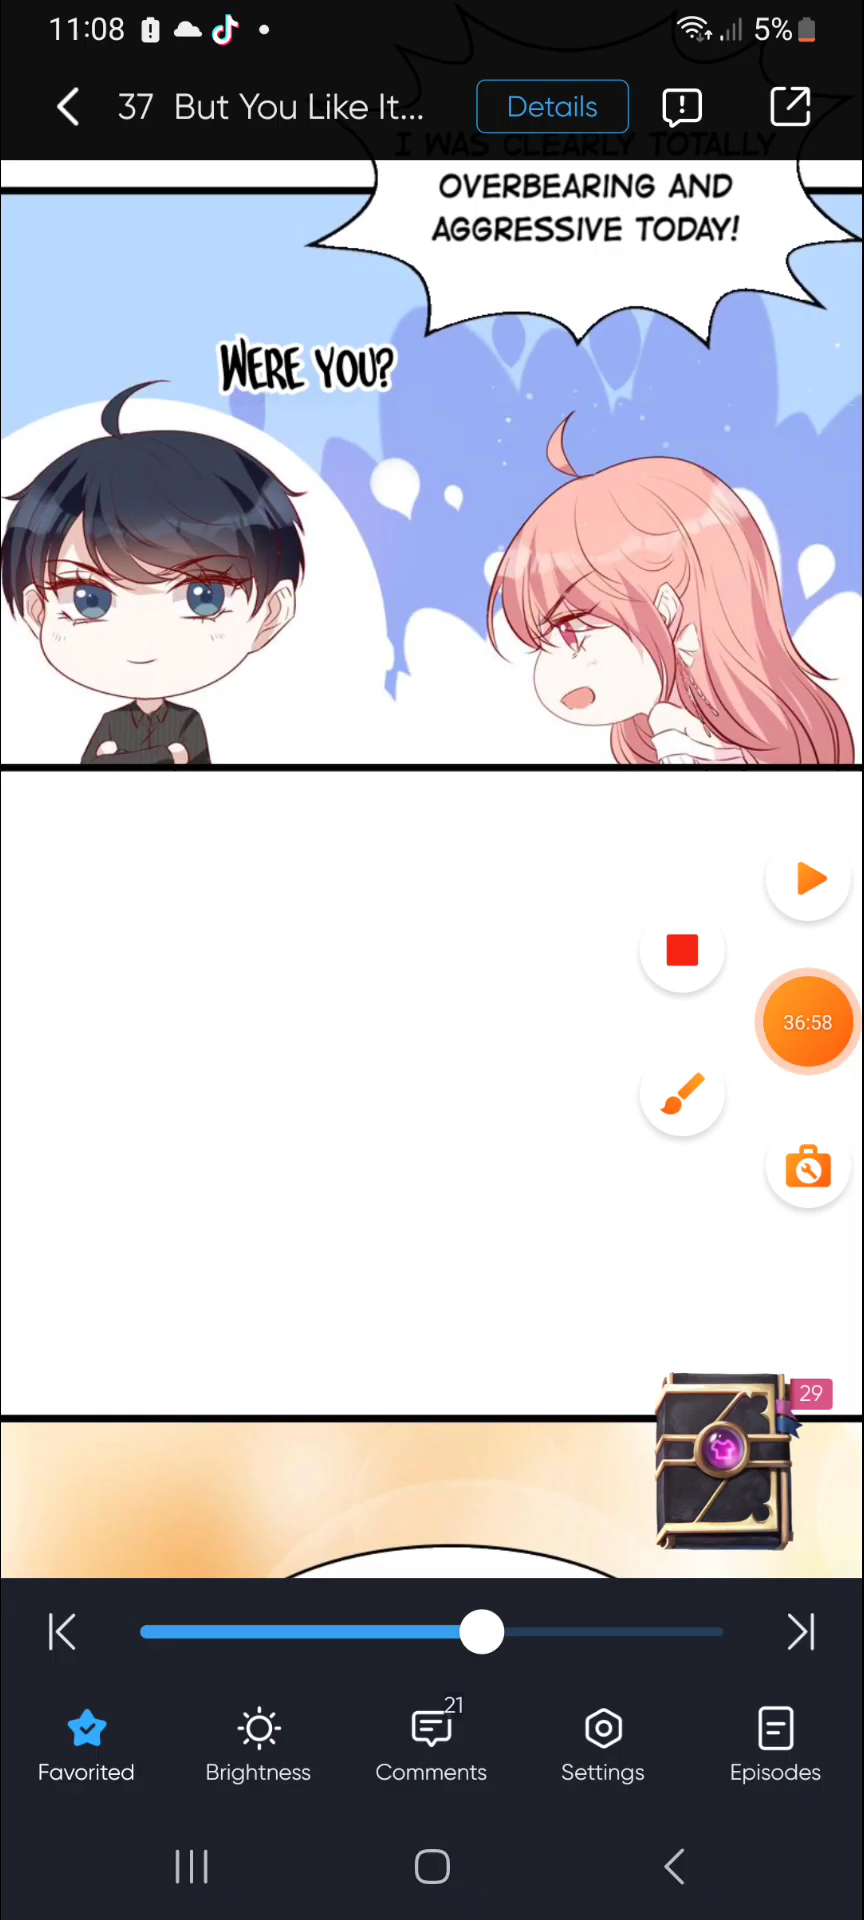 11:08
5%
37 But You Like It...
Details
I WAS CLEARLY TOTALLY
OVERBEARING AND
AGGRESSIVE TODAY!
WERE YOU?
36:58
29
21
Favorited
Brightness
Comments
Settings
Episodes